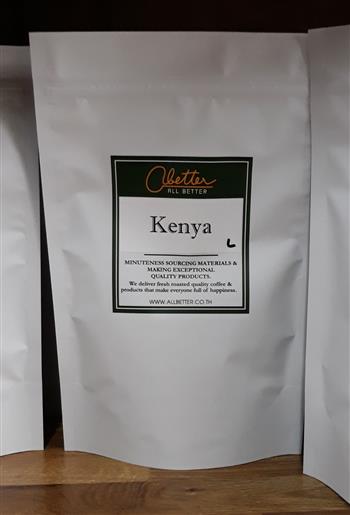 Abetter
ALL BETTER
Kenya
L
MINUTENESS SOURCING MATERIALS &
MAKING EXCEPTIONAL
QUALITY PRODUCTS.
We deliver fresh roasted quality coffee &
products that make everyone full of happiness.
WWW.ALLBETTER.CO.TH